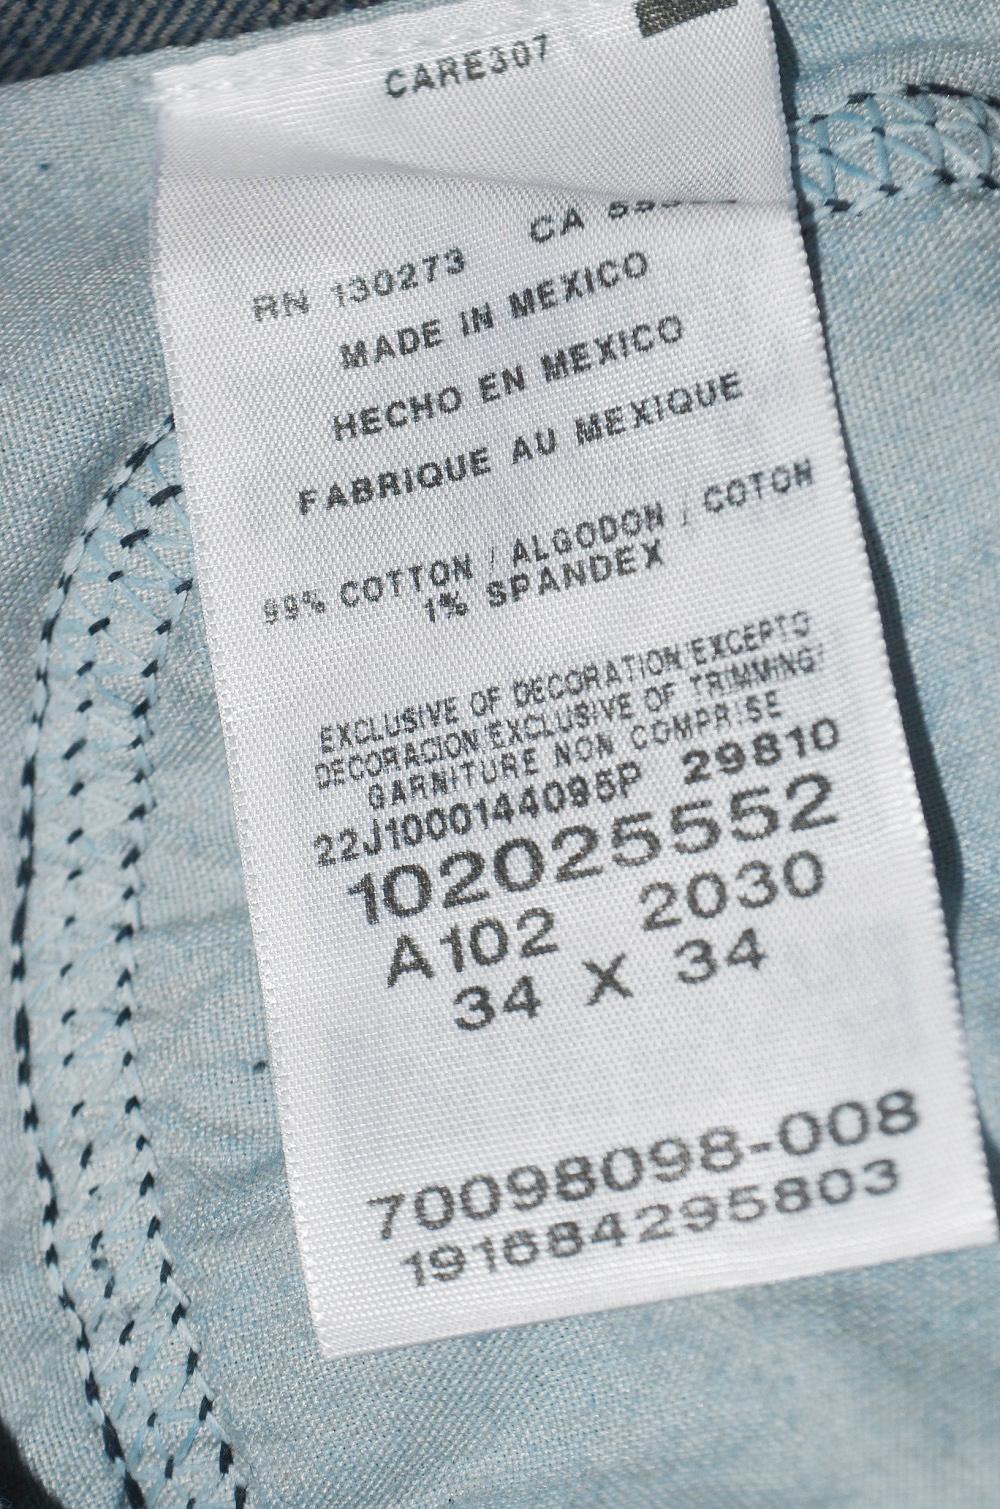 CARE307
RN 130273 CA
MADE IN MEXICO
HECHO EN MEXICO
FABRIQUE AU MEXIQUE
99% COTTON / ALGODON / COTON
1% SPANDEX
EXCLUSIVE OF DECORATION/EXCEPTO
DECORACION/EXCLUSIVE OF TRIMMING/
GARNITURE NON COMPRISE
22J1000144095P 29810
102025552
A102 2030
34 X 34
70098098-008
191684295803